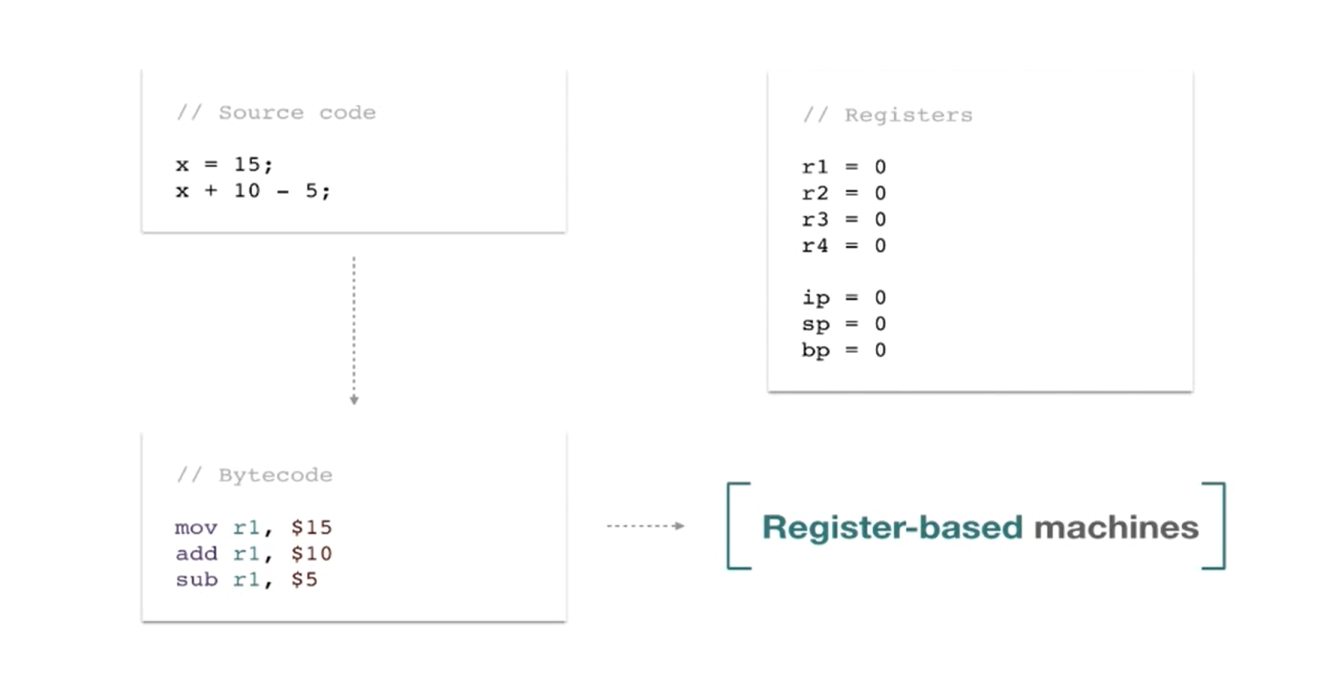 // Source code
x = 15;
x + 10 - 5;
// Registers
r1 = 0
r2 = 0
r3 = 0
r4 = 0
ip = 0
sp = 0
bp = 0
// Bytecode
mov r1, $15
add r1, $10
sub r1, $5
Register-based machines